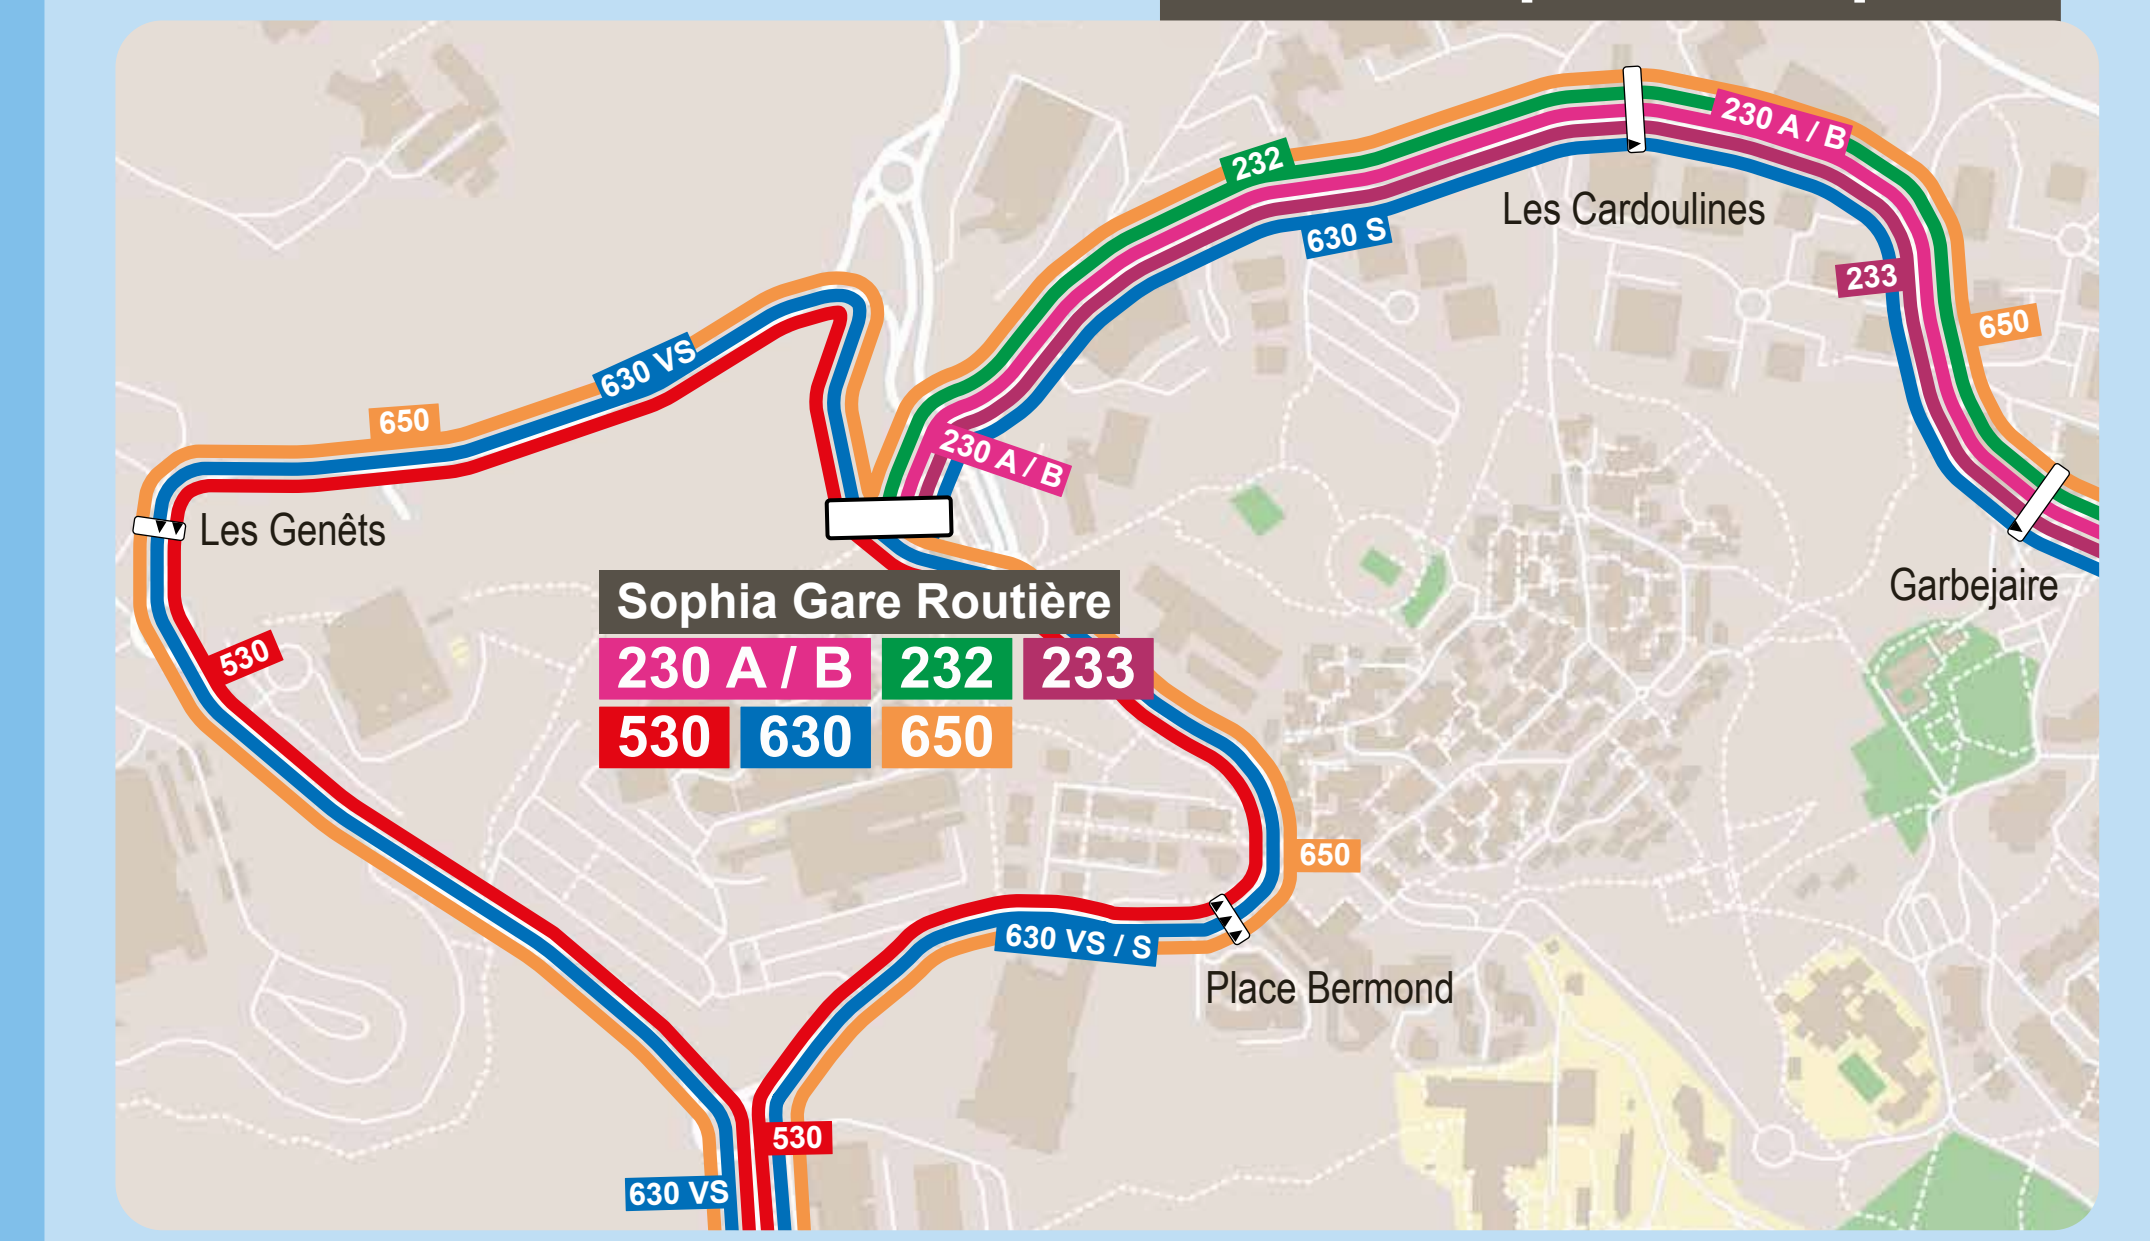 230 A / B
232
Les Cardoulines
630 S
233
650
630 VS
650
230 A / B
Les Genêts
Garbejaire
Sophia Gare Routière
530
230 A / B 232 233
530 630 650
650
630 VS / S
Place Bermond
530
630 VS